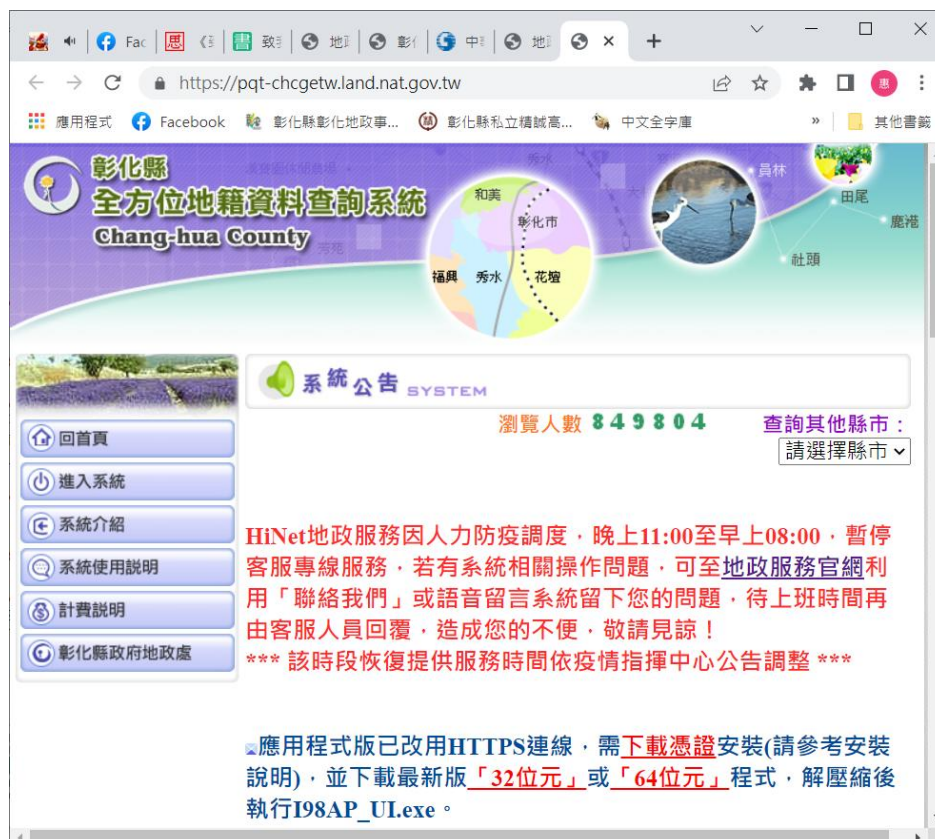 Fac
《
致
地
彰
中
地
https://pqt-chcgetw.land.nat.gov.tw
惠
應用程式 Facebook 彰化縣彰化地政事... 彰化縣私立精誠高... 中文全字庫 » 其他書籤
彰化縣
全方位地籍資料查詢系統
Chang-hua County
芳苑
秀水
和美
彰化市
福興 秀水 花壇
員林
田尾
鹿港
社頭
系統公告 SYSTEM
瀏覽人數 849804 查詢其他縣市：
請選擇縣市
回首頁
進入系統
系統介紹
系統使用說明
計費說明
彰化縣政府地政處
HiNet地政服務因人力防疫調度，晚上11:00至早上08:00，暫停
客服專線服務，若有系統相關操作問題，可至地政服務官網利
用「聯絡我們」或語音留言系統留下您的問題，待上班時間再
由客服人員回覆，造成您的不便，敬請見諒！
*** 該時段恢復提供服務時間依疫情指揮中心公告調整 ***
應用程式版已改用HTTPS連線，需下載憑證安裝(請參考安裝
說明)，並下載最新版「32位元」或「64位元」程式，解壓縮後
執行I98AP_UI.exe。